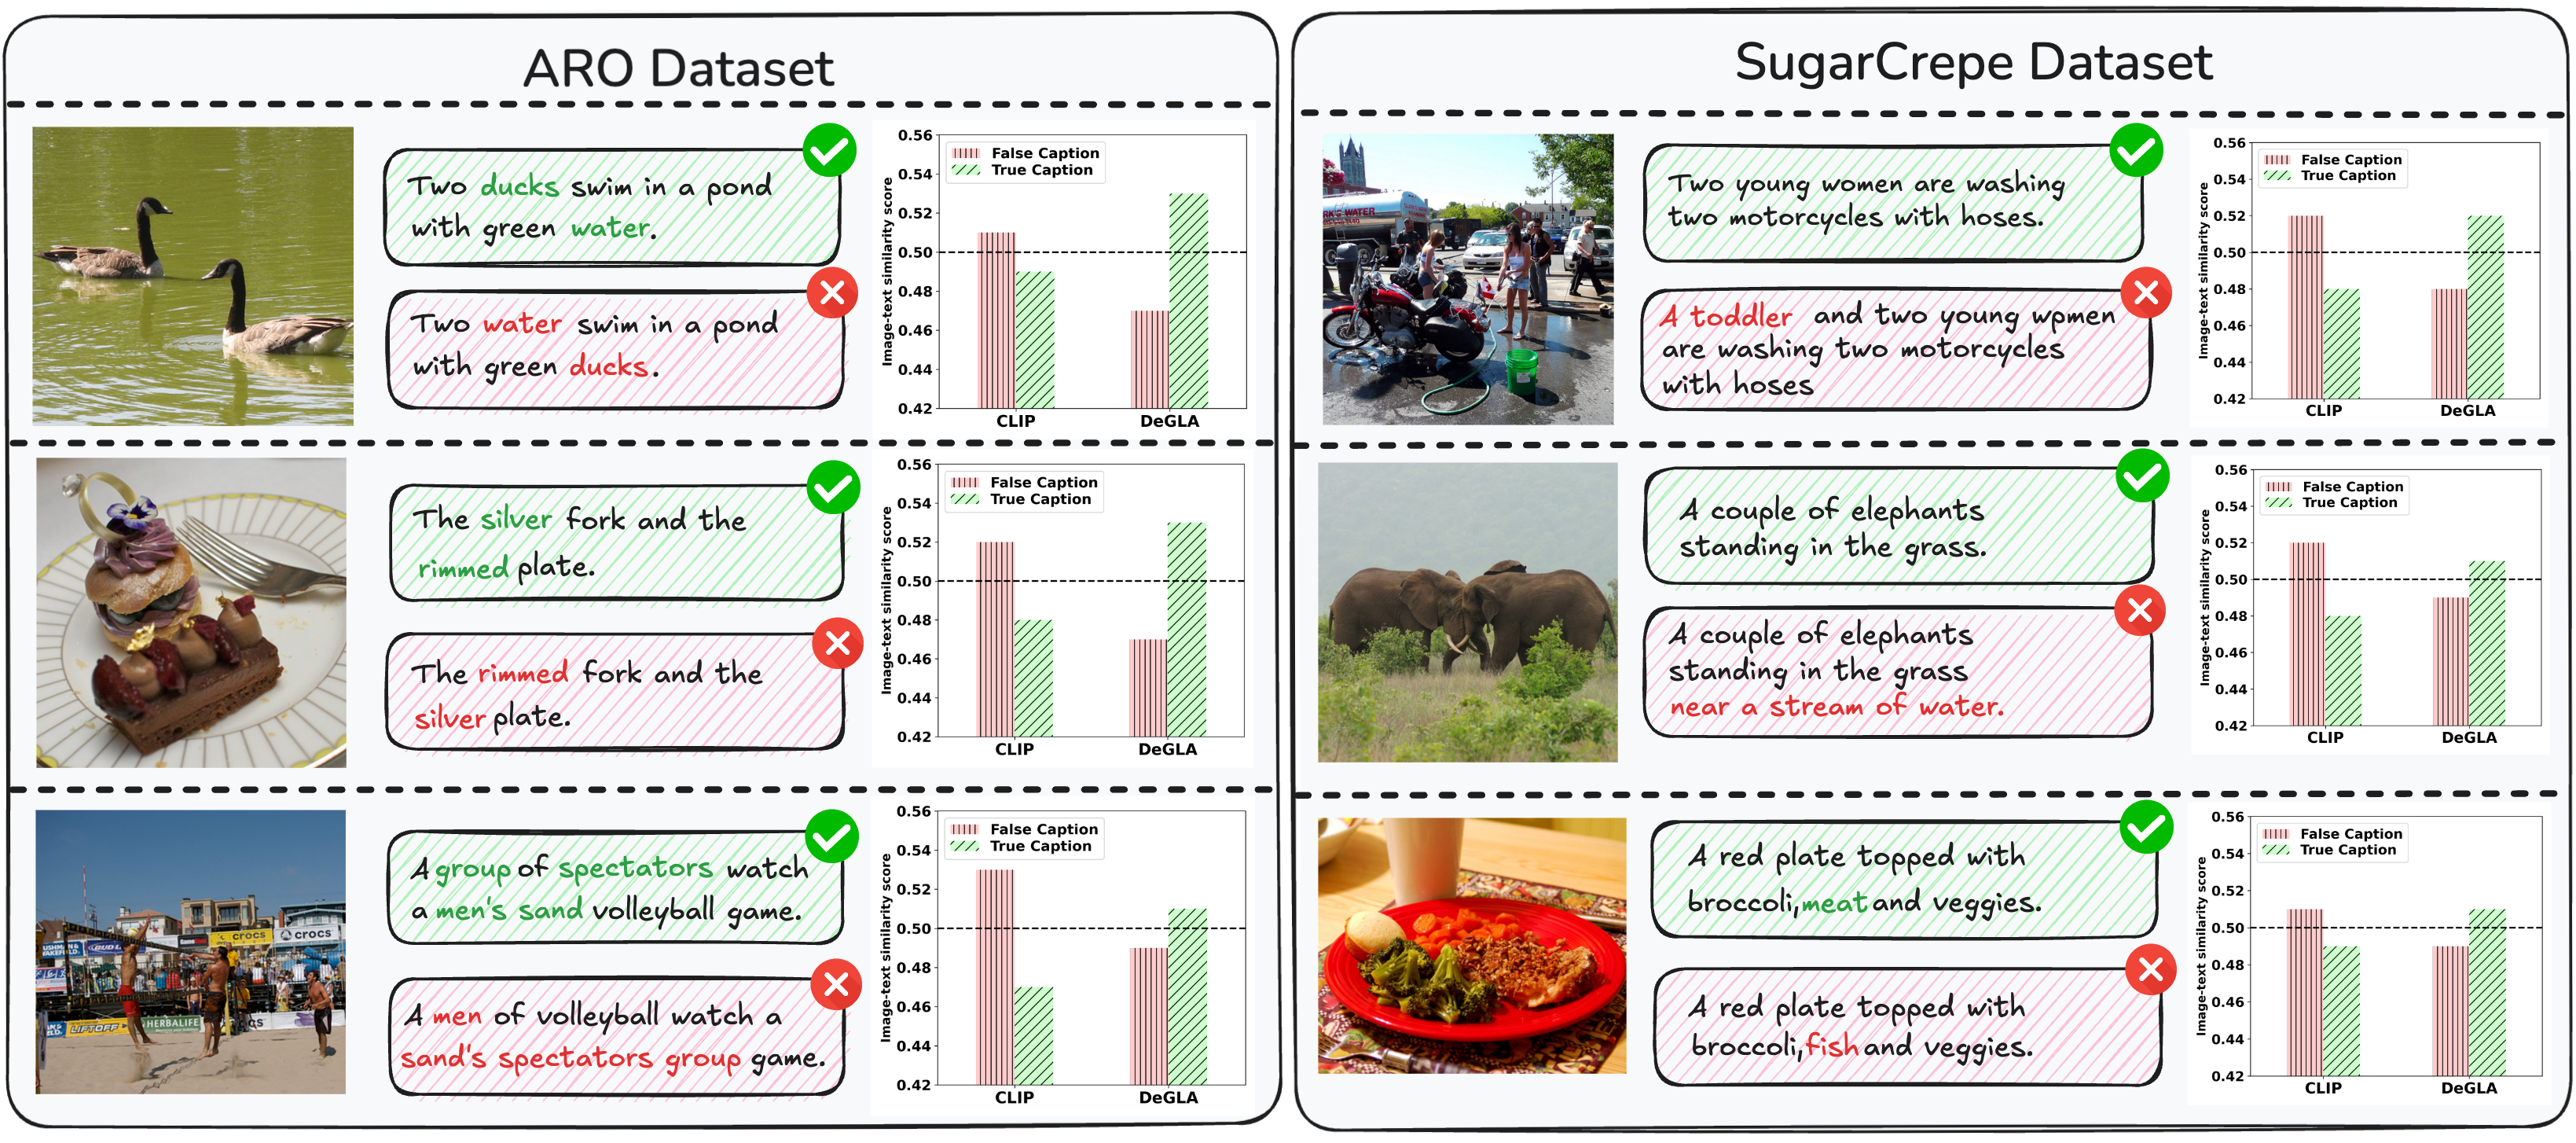 ARO Dataset
Two ducks swim in a pond
with green water.
Two water swim in a pond
with green ducks.
Image-text similarity score
0.56
0.54
0.52
0.50
0.48
0.46
0.44
0.42
False Caption
True Caption
CLIP
DeGLA
The silver fork and the
rimmed plate.
The rimmed fork and the
silver plate.
Image-text similarity score
0.56
0.54
0.52
0.50
0.48
0.46
0.44
0.42
False Caption
True Caption
CLIP
DeGLA
crocs
crocs
LIFTOFF
HERBALIFE
A group of spectators watch
a men's sand volleyball game.
A men of volleyball watch a
sand's spectators group game.
Image-text similarity score
0.56
0.54
0.52
0.50
0.48
0.46
0.44
0.42
False Caption
True Caption
CLIP
DeGLA
SugarCrepe Dataset
WATER
Two young women are washing
two motorcycles with hoses.
A toddler and two young wpmen
are washing two motorcycles
with hoses
Image-text similarity score
0.56
0.54
0.52
0.50
0.48
0.46
0.44
0.42
False Caption
True Caption
CLIP
DeGLA
A couple of elephants
standing in the grass.
A couple of elephants
standing in the grass
near a stream of water.
Image-text similarity score
0.56
0.54
0.52
0.50
0.48
0.46
0.44
0.42
False Caption
True Caption
CLIP
DeGLA
A red plate topped with
broccoli,meat and veggies.
A red plate topped with
broccoli,fish and veggies.
Image-text similarity score
0.56
0.54
0.52
0.50
0.48
0.46
0.44
0.42
False Caption
True Caption
CLIP
DeGLA